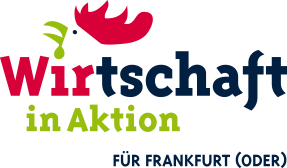 Wirtschaft
in Aktion
FÜR FRANKFURT (ODER)